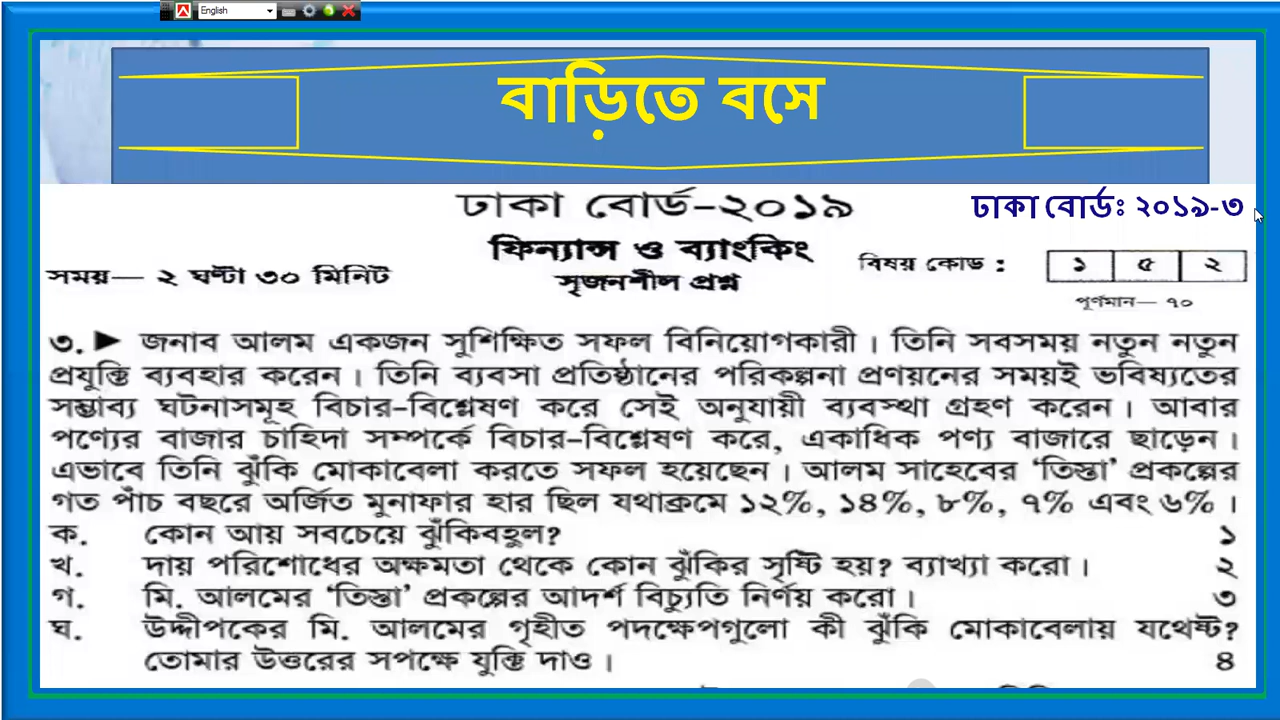 English
বাড়িতে বসে
ঢাকা বোর্ড-২০১৯
ঢাকা বোর্ডঃ ২০১৯-৩
ফিন্যান্স ও ব্যাংকিং
বিষয় কোড : ১ ৫ ২
সময়— ২ ঘণ্টা ৩০ মিনিট
সৃজনশীল প্রশ্ন
পূর্ণমান— ৭০
৩. ► জনাব আলম একজন সুশিক্ষিত সফল বিনিয়োগকারী। তিনি সবসময় নতুন নতুন
প্রযুক্তি ব্যবহার করেন। তিনি ব্যবসা প্রতিষ্ঠানের পরিকল্পনা প্রণয়নের সময়ই ভবিষ্যতের
সম্ভাব্য ঘটনাসমূহ বিচার-বিশ্লেষণ করে সেই অনুযায়ী ব্যবস্থা গ্রহণ করেন। আবার
পণ্যের বাজার চাহিদা সম্পর্কে বিচার-বিশ্লেষণ করে, একাধিক পণ্য বাজারে ছাড়েন।
এভাবে তিনি ঝুঁকি মোকাবেলা করতে সফল হয়েছেন। আলম সাহেবের ‘তিস্তা’ প্রকল্পের
গত পাঁচ বছরে অর্জিত মুনাফার হার ছিল যথাক্রমে ১২%, ১৪%, ৮%, ৭% এবং ৬%।
ক. কোন আয় সবচেয়ে ঝুঁকিবহুল? ১
খ. দায় পরিশোধের অক্ষমতা থেকে কোন ঝুঁকির সৃষ্টি হয়? ব্যাখ্যা করো। ২
গ. মি. আলমের ‘তিস্তা’ প্রকল্পের আদর্শ বিচ্যুতি নির্ণয় করো। ৩
ঘ. উদ্দীপকের মি. আলমের গৃহীত পদক্ষেপগুলো কী ঝুঁকি মোকাবেলায় যথেষ্ট?
তোমার উত্তরের সপক্ষে যুক্তি দাও। ৪